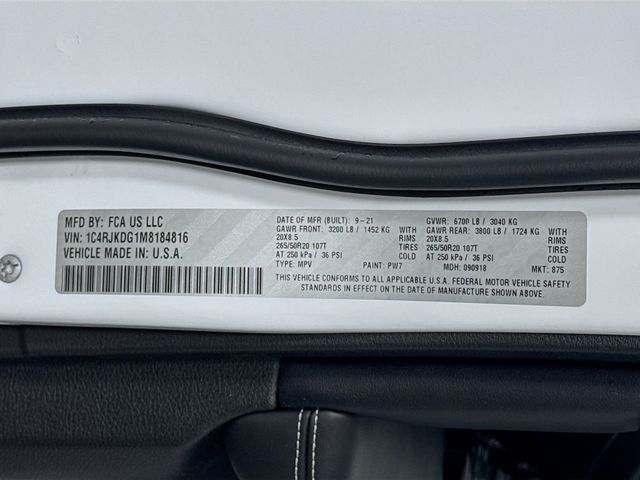 MFD BY: FCA US LLC
VIN: 1C4RJKDG1M8184816
VEHICLE MADE IN: U.S.A.
DATE OF MFR (BUILT): 9-21 GVWR: 6700 LB / 3040 KG
GAWR FRONT: 3200 LB / 1452 KG WITH GAWR REAR: 3800 LB / 1724 KG WITH
20X8.5 RIMS 20X8.5 RIMS
265/50R20 107T TIRES 265/50R20 107T TIRES
AT 250 kPa / 36 PSI COLD AT 250 kPa / 36 PSI COLD
TYPE: MPV PAINT: PW7 MDH: 090918 MKT: 875
THIS VEHICLE CONFORMS TO ALL APPLICABLE U.S.A. FEDERAL MOTOR VEHICLE SAFETY
STANDARDS IN EFFECT ON THE DATE OF MANUFACTURE SHOWN ABOVE.